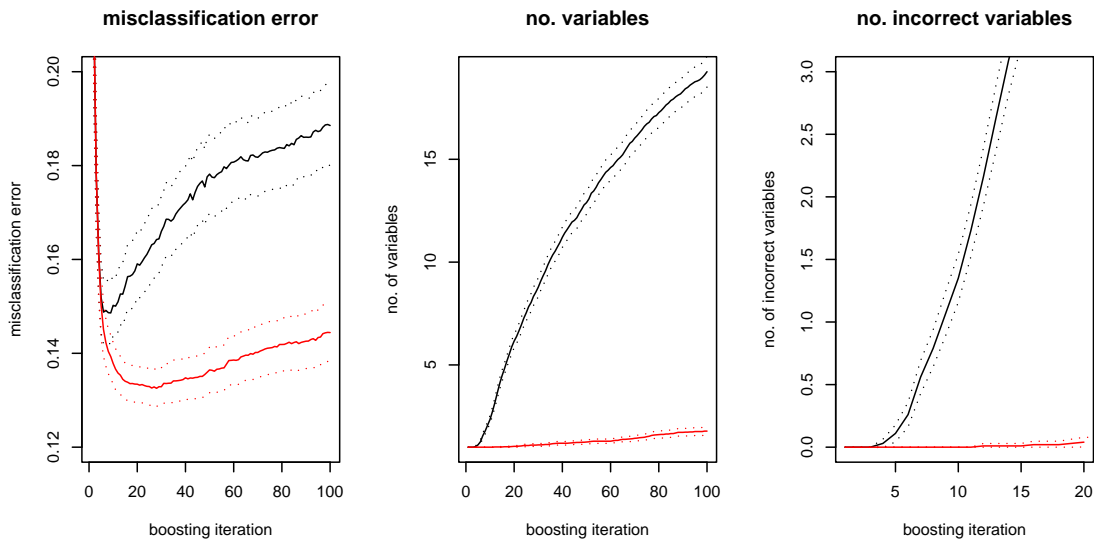 misclassification error
misclassification error
0.12 0.14 0.16 0.18 0.20
0 20 40 60 80 100
boosting iteration
no. variables
no. of variables
5 10 15
0 20 40 60 80 100
boosting iteration
no. incorrect variables
no. of incorrect variables
0.0 0.5 1.0 1.5 2.0 2.5 3.0
5 10 15 20
boosting iteration